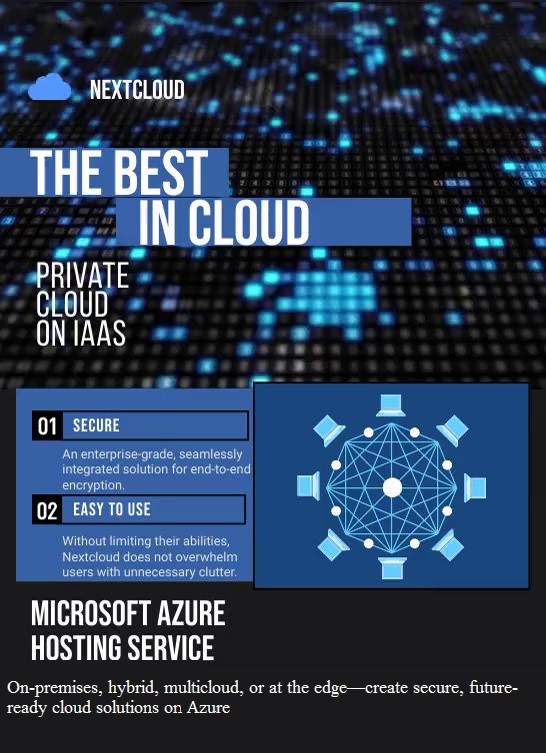 NEXTCLOUD
THE BEST
IN CLOUD
PRIVATE
CLOUD
ON IAAS
01 SECURE
An enterprise-grade, seamlessly
integrated solution for end-to-end
encryption.
02 EASY TO USE
Without limiting their abilities,
Nextcloud does not overwhelm
users with unnecessary clutter.
MICROSOFT AZURE
HOSTING SERVICE
On-premises, hybrid, multicloud, or at the edge—create secure, future-
ready cloud solutions on Azure